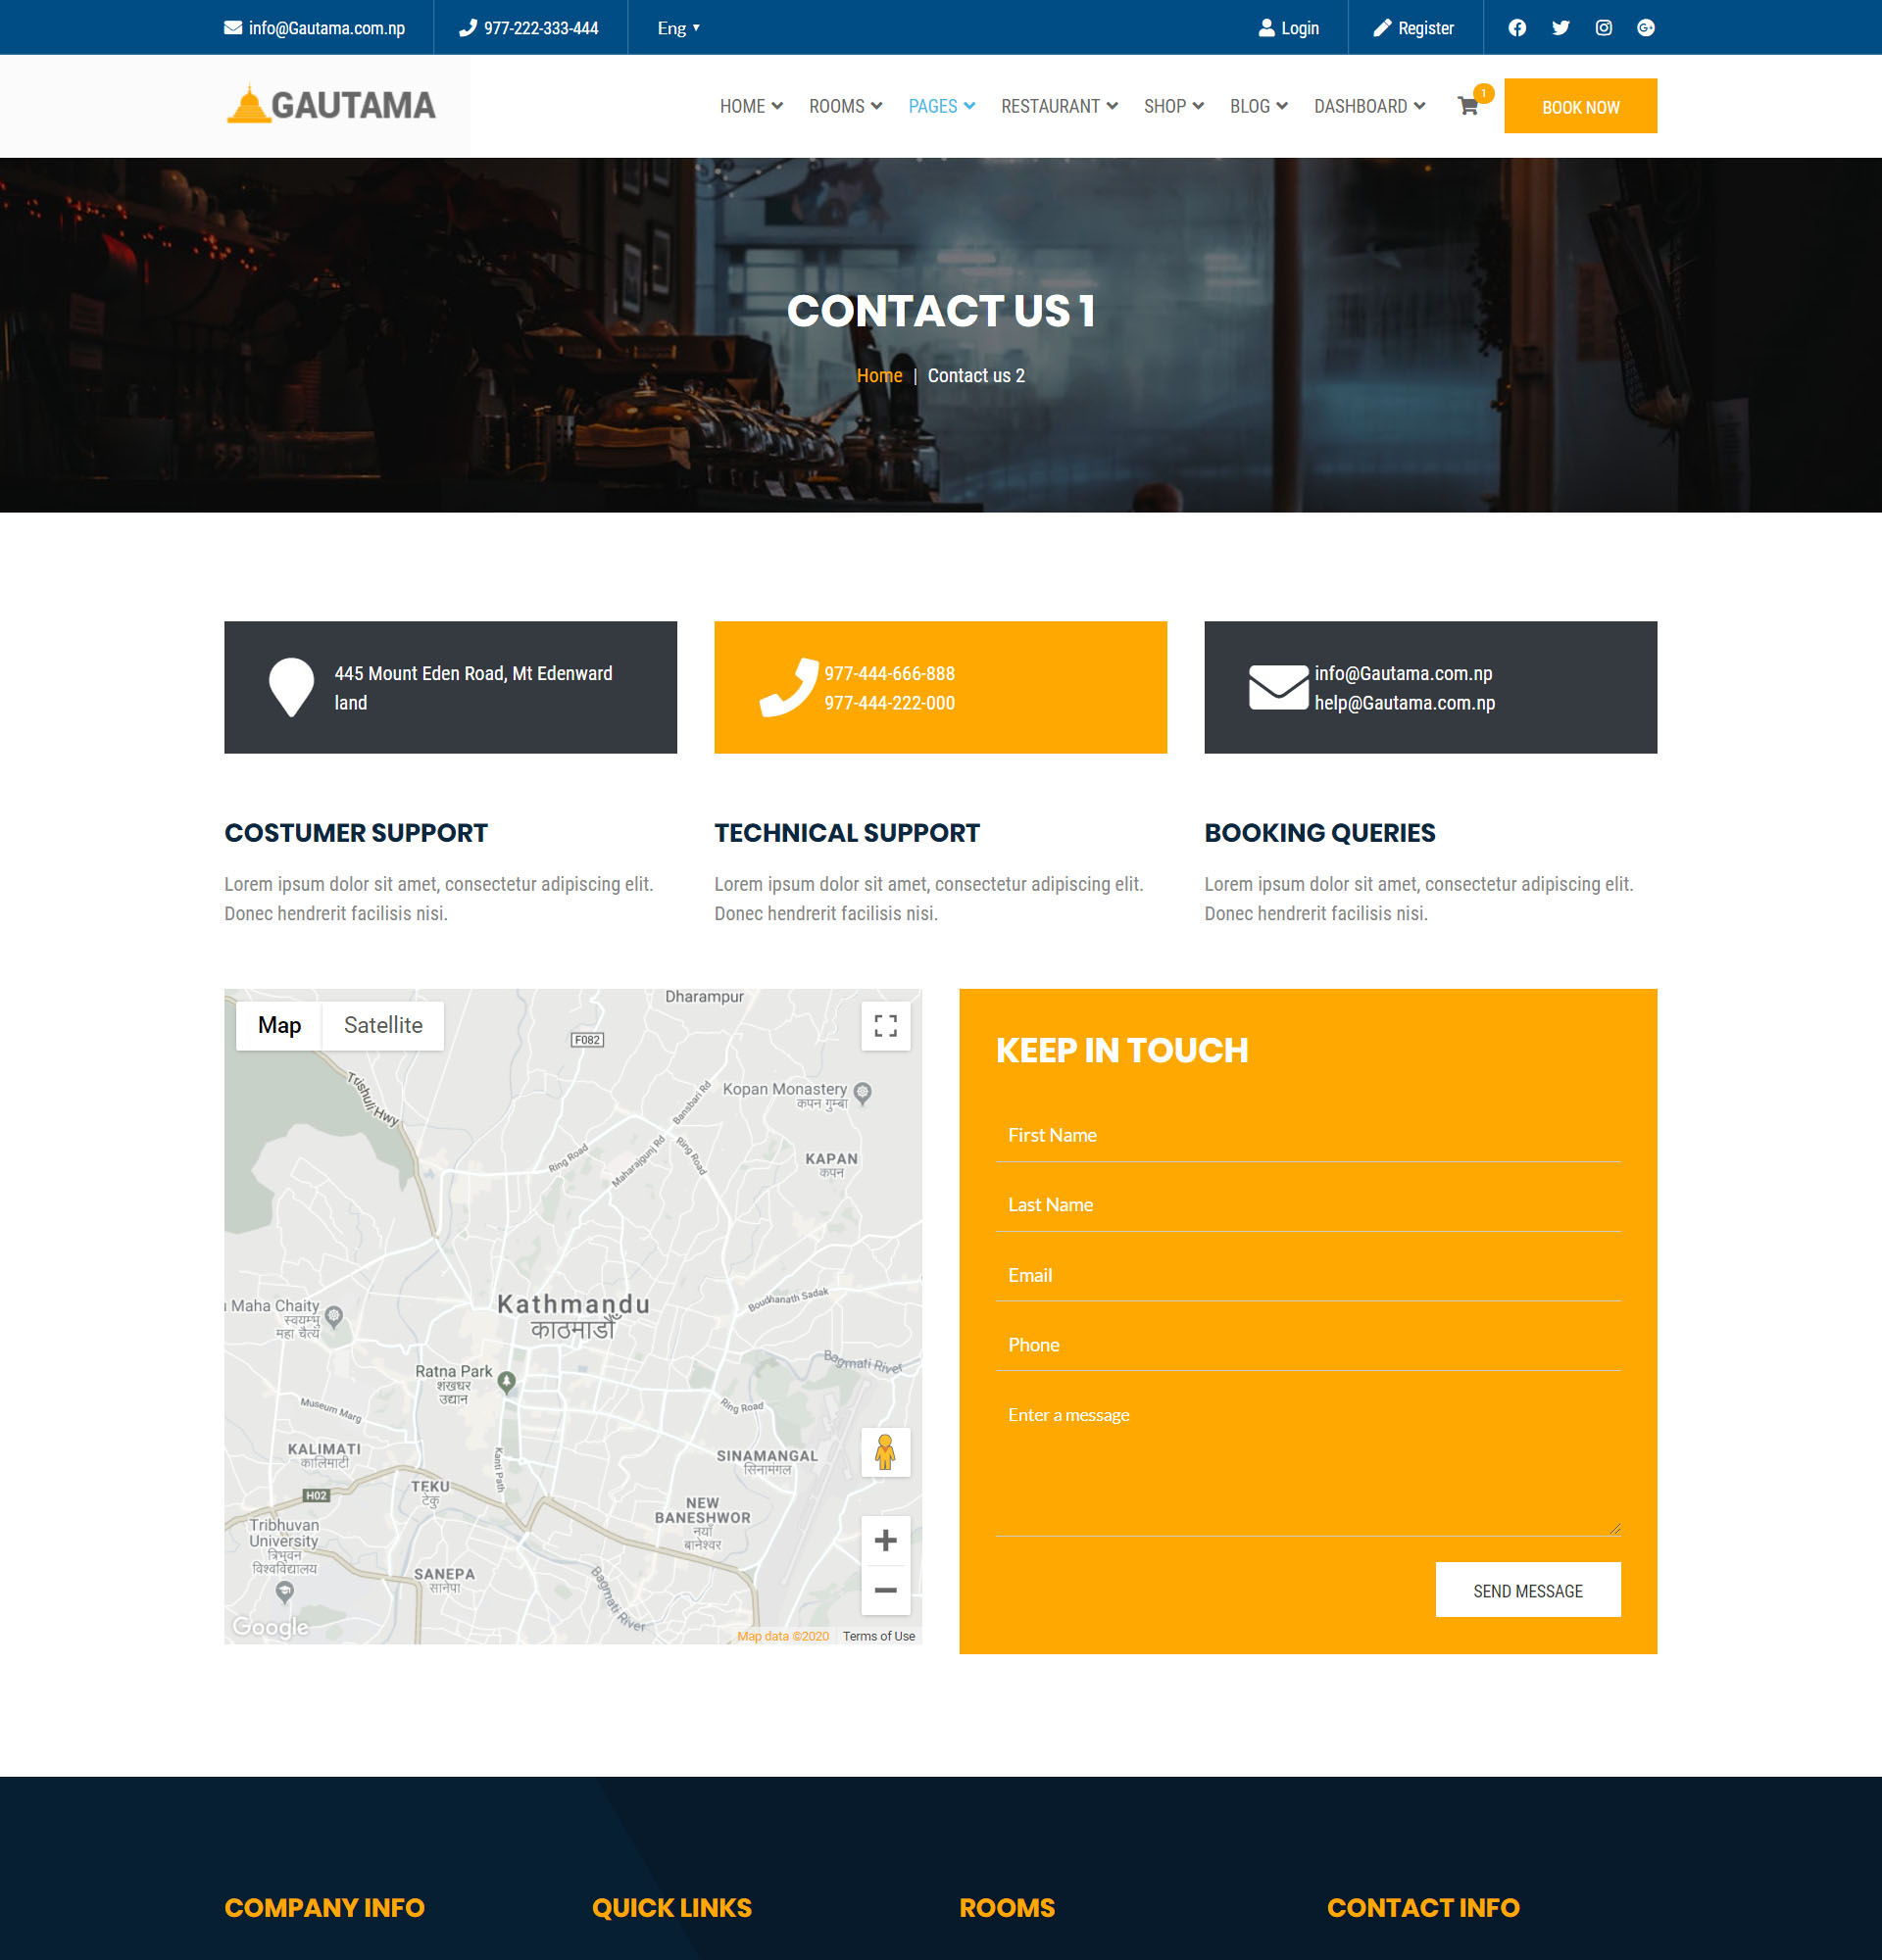 info@Gautama.com.np
977-222-333-444
Eng
Login
Register
GAUTAMA
HOME
ROOMS
PAGES
RESTAURANT
SHOP
BLOG
DASHBOARD
1
BOOK NOW
CONTACT US 1
Home | Contact us 2
445 Mount Eden Road, Mt Edenward
land
977-444-666-888
977-444-222-000
info@Gautama.com.np
help@Gautama.com.np
COSTUMER SUPPORT
Lorem ipsum dolor sit amet, consectetur adipiscing elit.
Donec hendrerit facilisis nisi.
TECHNICAL SUPPORT
Lorem ipsum dolor sit amet, consectetur adipiscing elit.
Donec hendrerit facilisis nisi.
BOOKING QUERIES
Lorem ipsum dolor sit amet, consectetur adipiscing elit.
Donec hendrerit facilisis nisi.
Map
Satellite
Dharampur
F082
Trishuli Hwy
Bansbari Rd
Kopan Monastery
कपन गुम्बा
Ring Road
Maharajgunj Rd
Ring Road
KAPAN
कपन
Kathmandu
काठमाडौं
Boudhanath Sadak
Maha Chaity
स्वयम्भु
महा चैत्य
Ratna Park
शंखधर
उद्यान
Bagmati River
Museum Marg
Ring Road
KALIMATI
कालिमाटी
Kanti Path
SINAMANGAL
सिनामंगल
TEKU
टेकु
H02
NEW
BANESHWOR
नयाँ
बानेश्वर
Tribhuvan
University
त्रिभुवन
विश्वविद्यालय
SANEPA
सानेपा
Bagmati River
Google
Map data ©2020
Terms of Use
KEEP IN TOUCH
First Name
Last Name
Email
Phone
Enter a message
SEND MESSAGE
COMPANY INFO
QUICK LINKS
ROOMS
CONTACT INFO